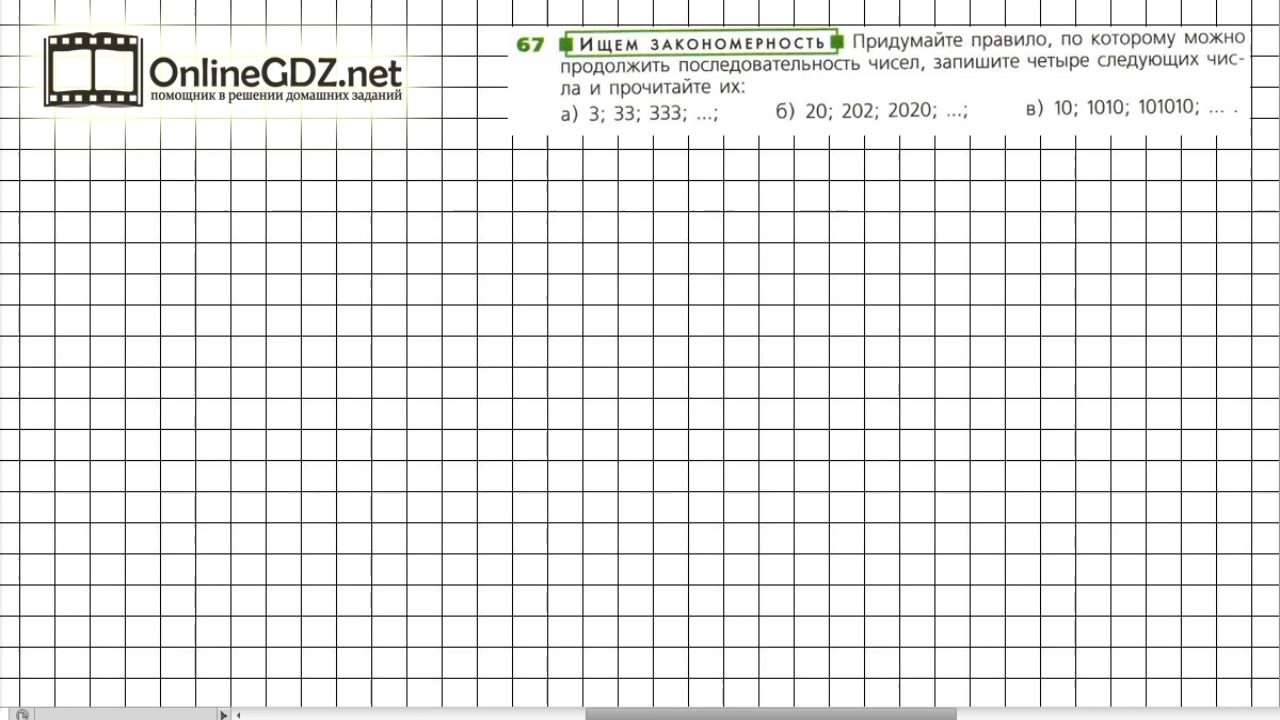 OnlineGDZ.net
помощник в решении домашних заданий
67 Ищем закономерность Придумайте правило, по которому можно
продолжить последовательность чисел, запишите четыре следующих чис-
ла и прочитайте их:
а) 3; 33; 333; ...; б) 20; 202; 2020; ...; в) 10; 1010; 101010; ... .